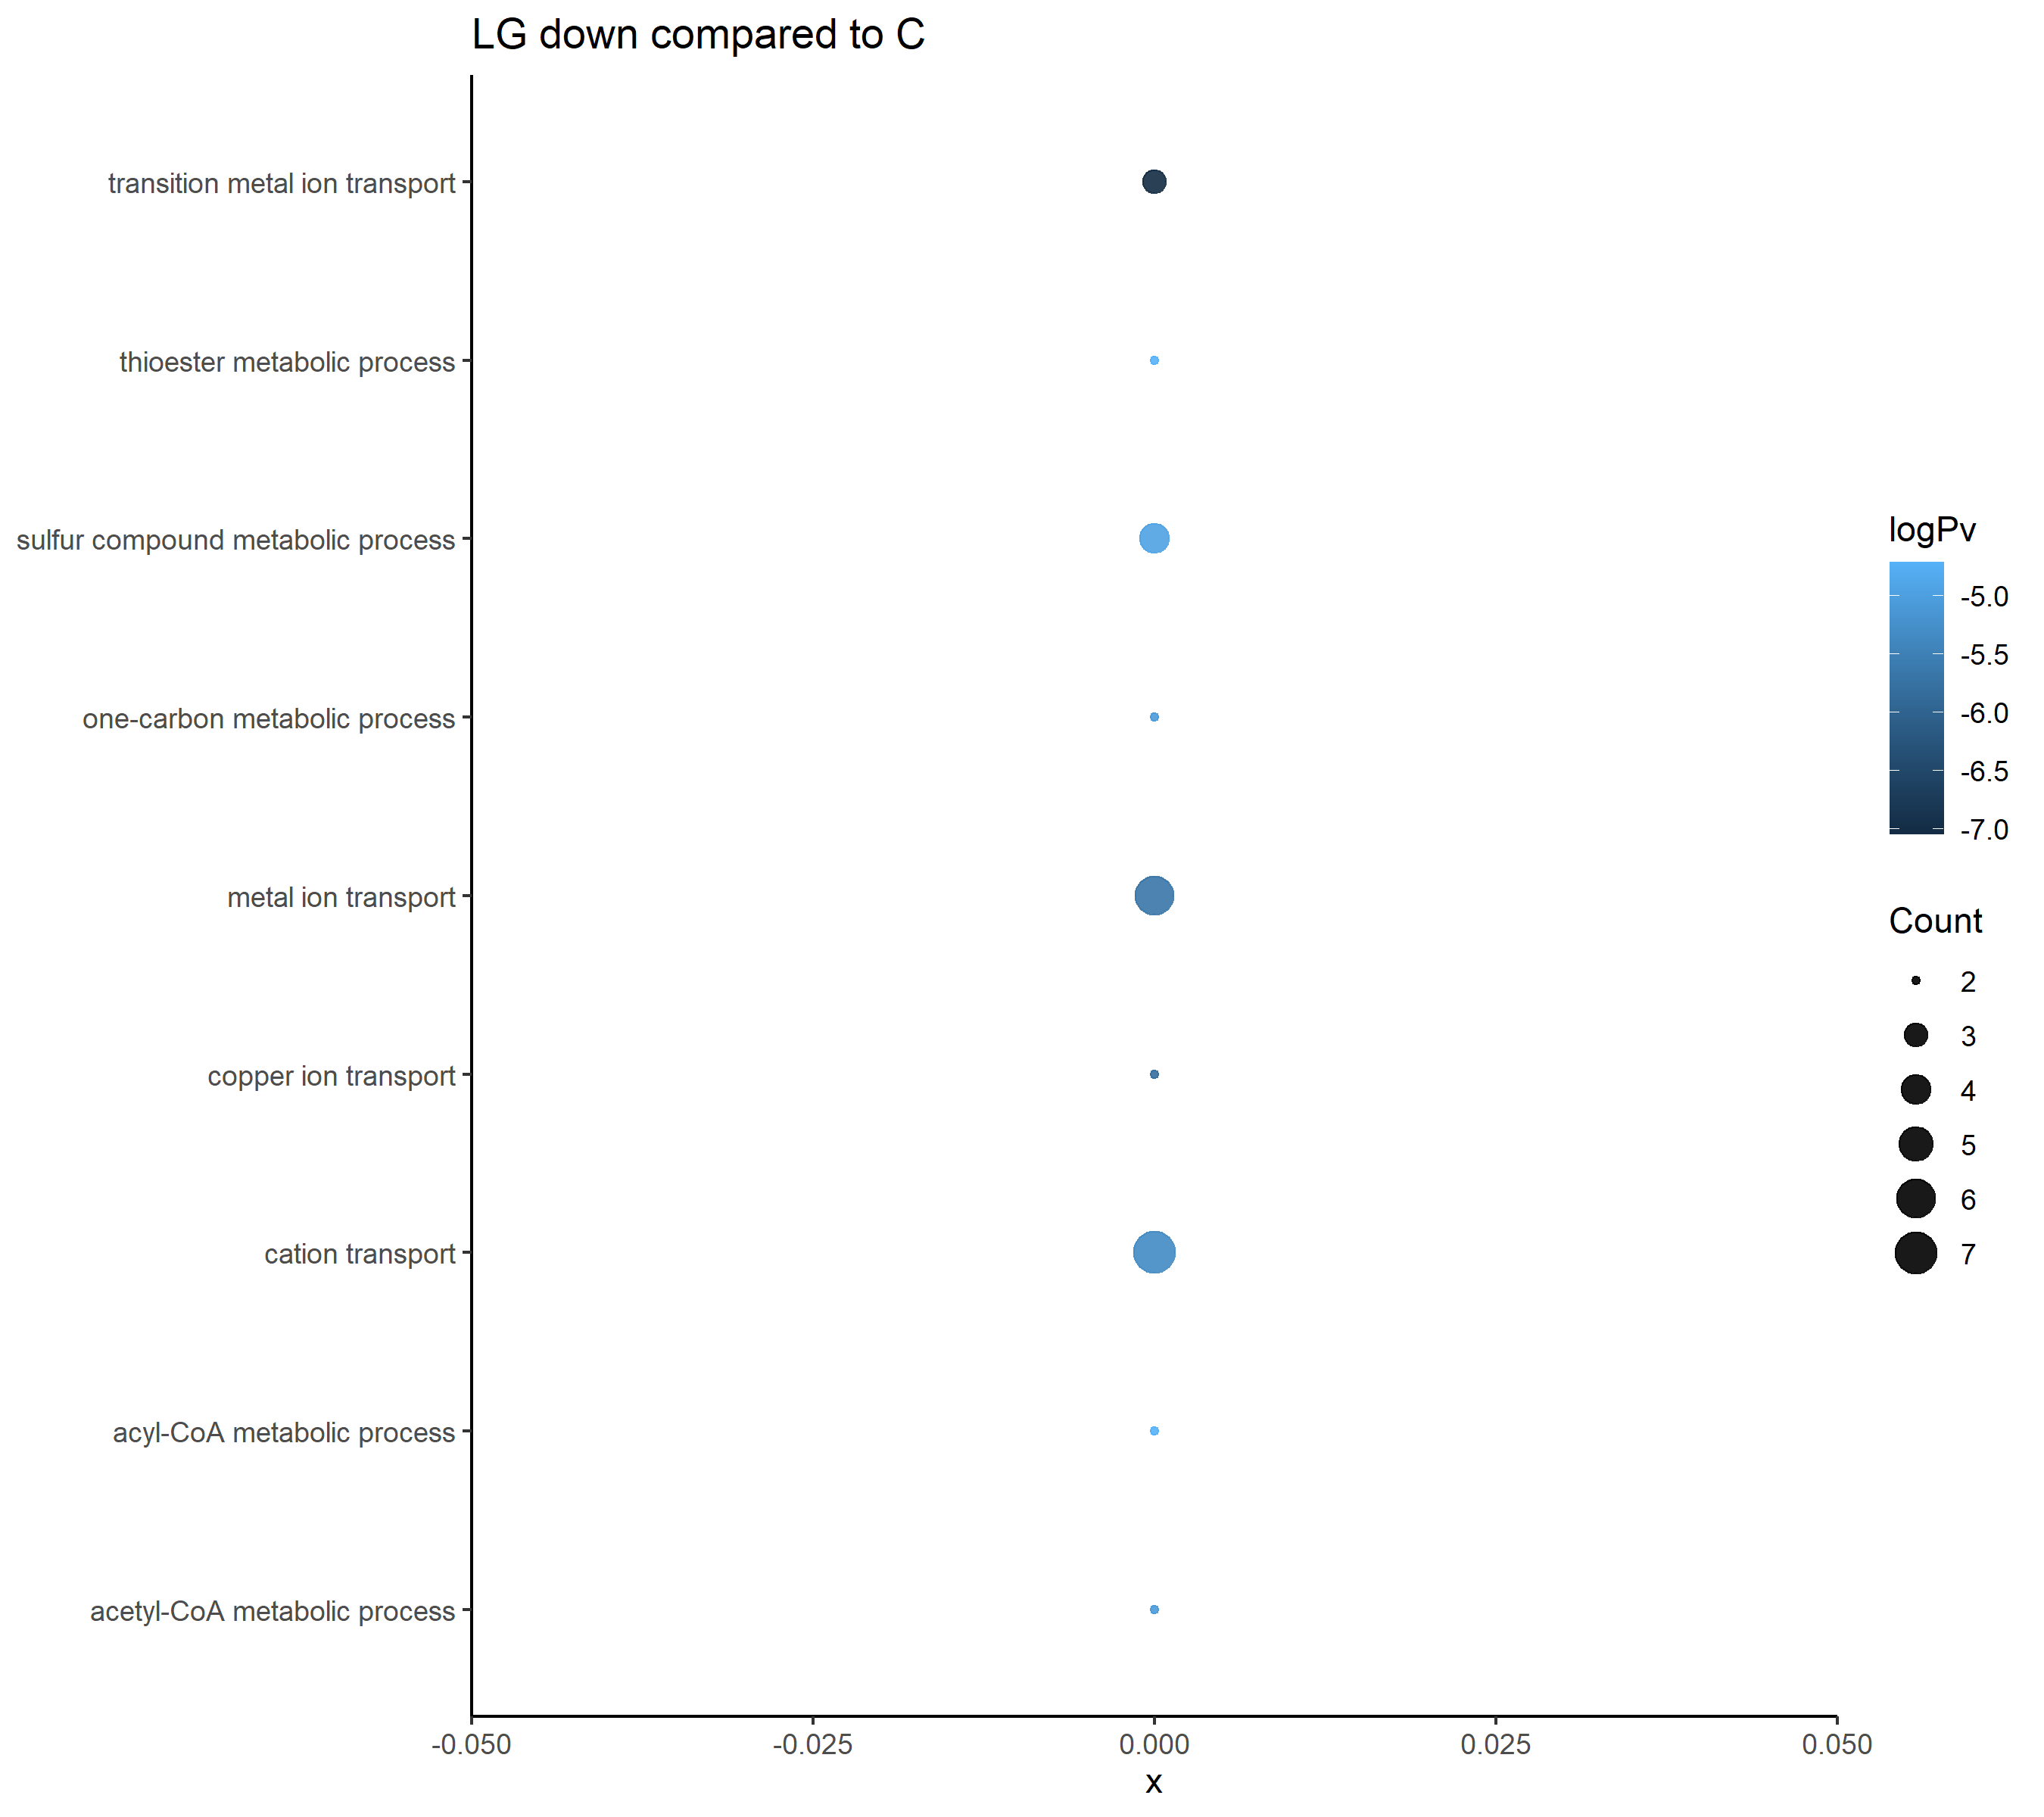 LG down compared to C
transition metal ion transport
thioester metabolic process
sulfur compound metabolic process
one-carbon metabolic process
metal ion transport
copper ion transport
cation transport
acyl-CoA metabolic process
acetyl-CoA metabolic process
-0.050 -0.025 0.000 0.025 0.050
x
logPv
-5.0
-5.5
-6.0
-6.5
-7.0
Count
2
3
4
5
6
7